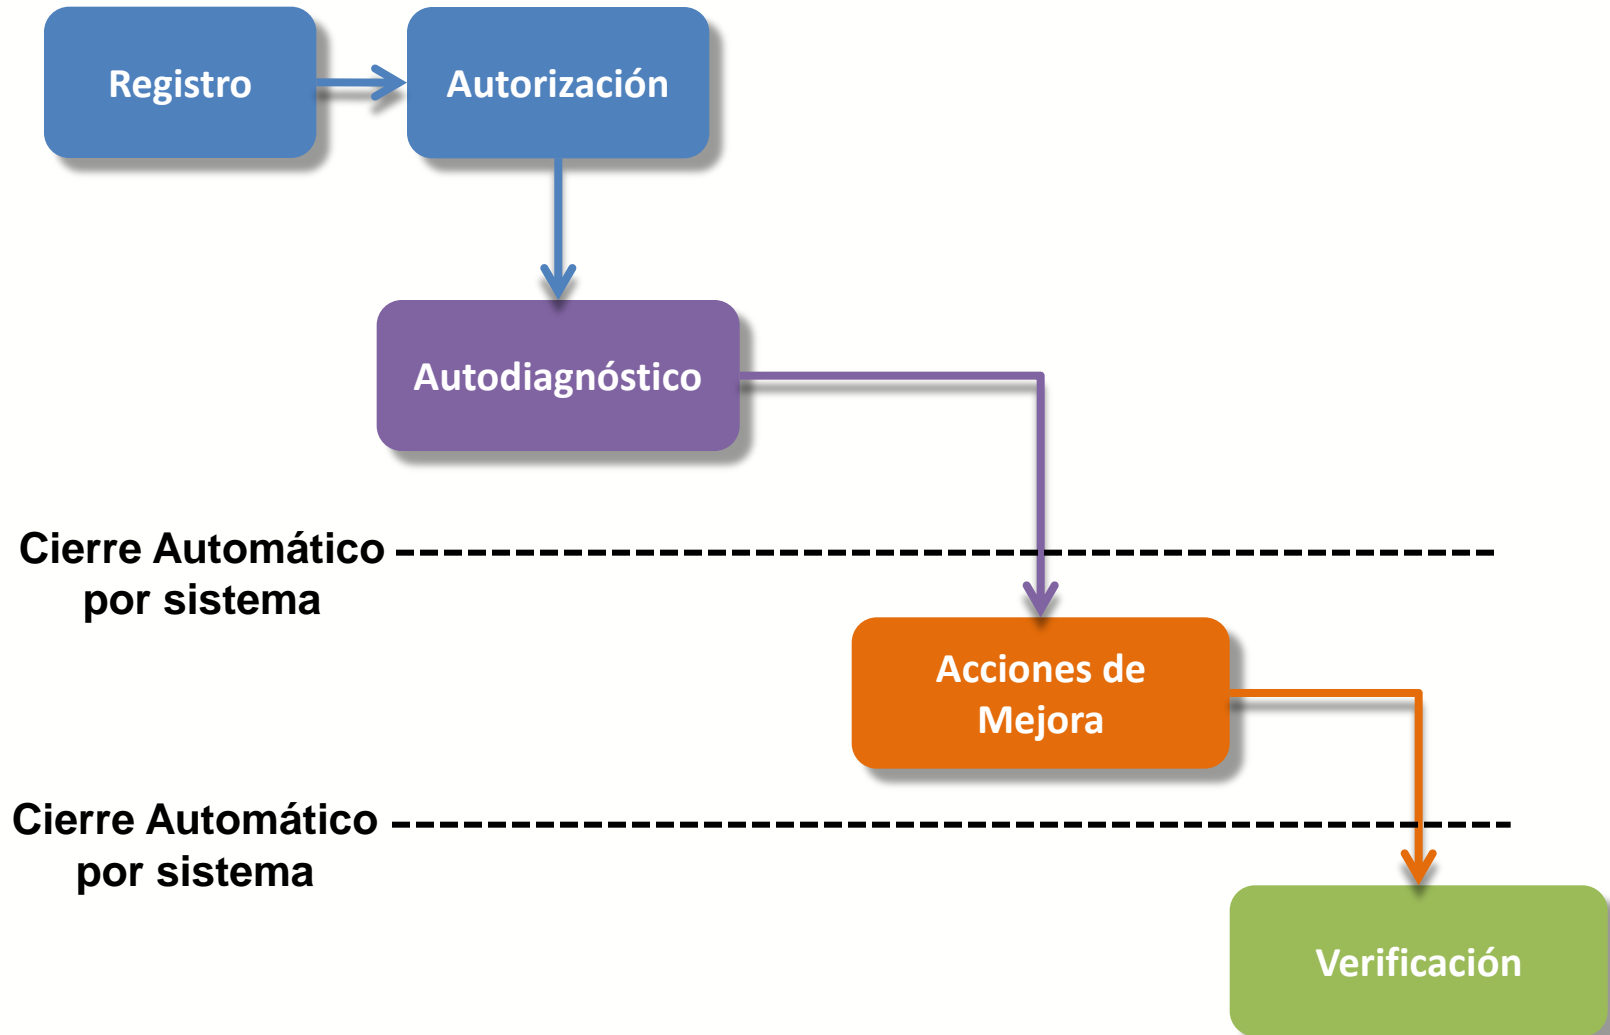 Registro
Autorización
Autodiagnóstico
Cierre Automático
por sistema
Acciones de
Mejora
Cierre Automático
por sistema
Verificación